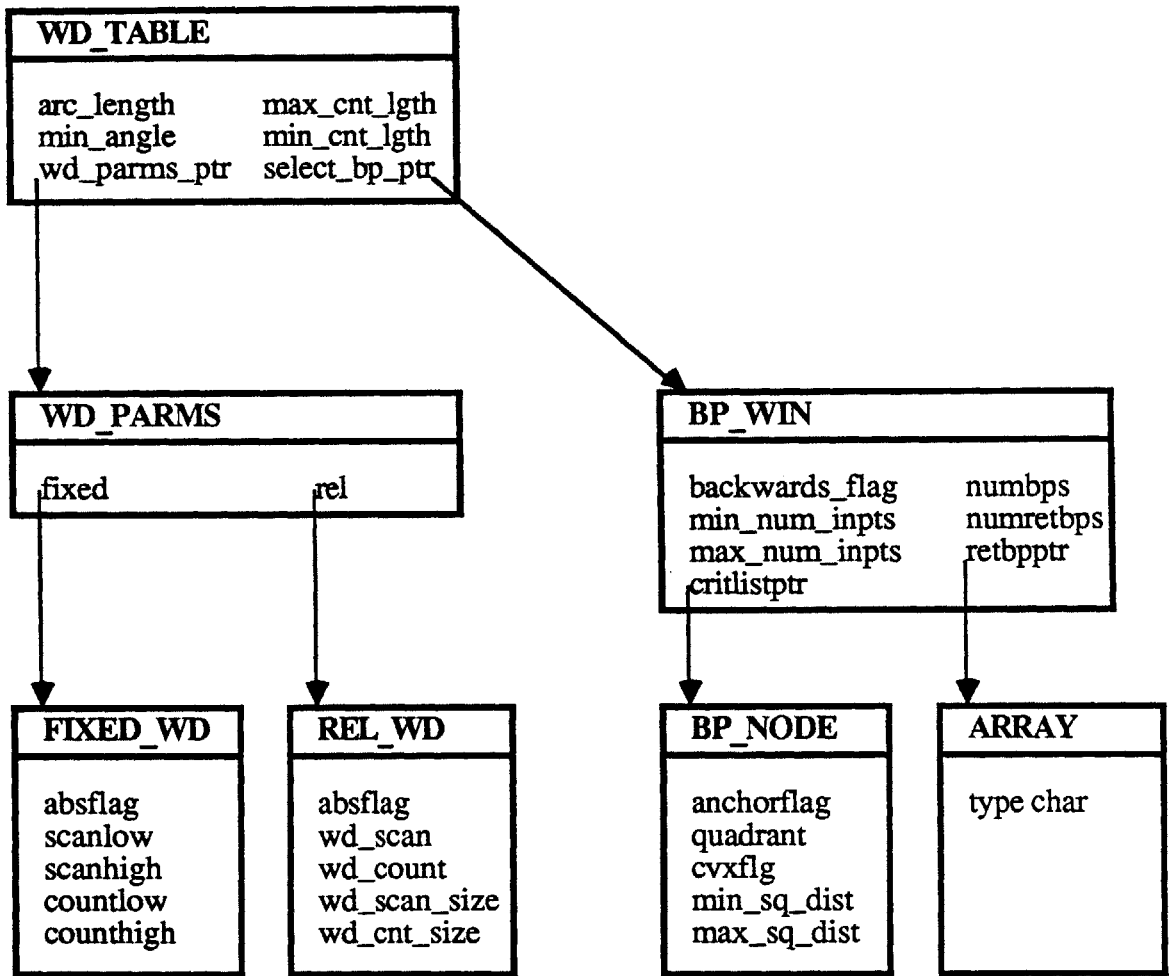 WD_TABLE
arc_length max_cnt_lgth
min_angle min_cnt_lgth
wd_parms_ptr select_bp_ptr
WD_PARMS
fixed rel
BP_WIN
backwards_flag numbps
min_num_inpts numretbps
max_num_inpts retbpptr
critlistptr
FIXED_WD
absflag
scanlow
scanhigh
countlow
counthigh
REL_WD
absflag
wd_scan
wd_count
wd_scan_size
wd_cnt_size
BP_NODE
anchorflag
quadrant
cvxflg
min_sq_dist
max_sq_dist
ARRAY
type char